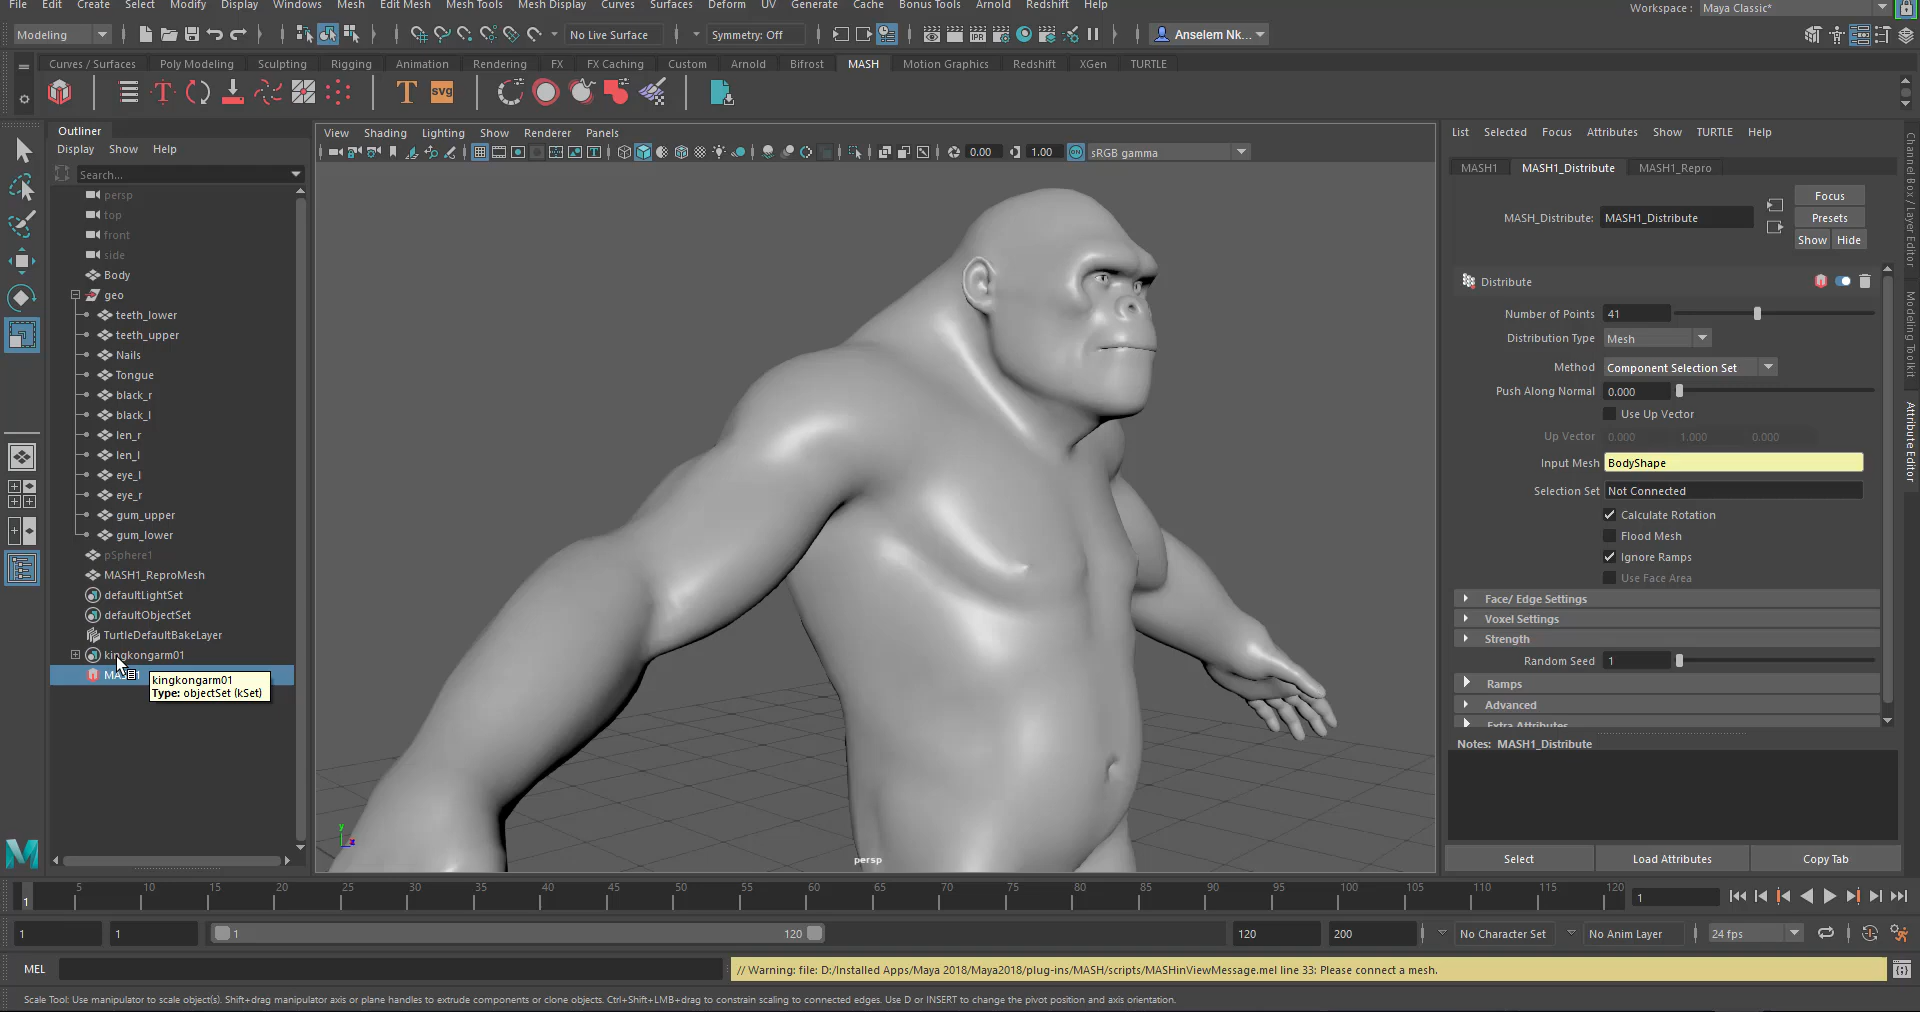 File Edit Create Select Modify Display Windows Mesh Edit Mesh Mesh Tools Mesh Display Curves Surfaces Deform UV Generate Cache Bonus Tools Arnold Redshift Help
Workspace : Maya Classic*
Modeling
No Live Surface
Symmetry: Off
IPR
Anselem Nk...
Curves / Surfaces Poly Modeling Sculpting Rigging Animation Rendering FX FX Caching Custom Arnold Bifrost MASH Motion Graphics Redshift XGen TURTLE
T
T
svg
Outliner
Display Show Help
Search...
persp
top
front
side
Body
geo
teeth_lower
teeth_upper
Nails
Tongue
black_r
black_l
len_r
len_l
eye_l
eye_r
gum_upper
gum_lower
pSphere1
MASH1_ReproMesh
defaultLightSet
defaultObjectSet
TurtleDefaultBakeLayer
kingkongarm01
kingkongarm01
Type: objectSet (kSet)
View Shading Lighting Show Renderer Panels
0.00
1.00
ON
sRGB gamma
y
persp
List Selected Focus Attributes Show TURTLE Help
MASH1 MASH1_Distribute MASH1_Repro
Focus
MASH_Distribute: MASH1_Distribute
Presets
Show Hide
Distribute
Number of Points 41
Distribution Type Mesh
Method Component Selection Set
Push Along Normal 0.000
Use Up Vector
Up Vector 0.000 1.000 0.000
Input Mesh BodyShape
Selection Set Not Connected
Calculate Rotation
Flood Mesh
Ignore Ramps
Use Face Area
Face/ Edge Settings
Voxel Settings
Strength
Random Seed 1
Ramps
Advanced
Extra Attributes
Notes: MASH1_Distribute
Select Load Attributes Copy Tab
Channel Box / Layer Editor
Modeling Toolkit
Attribute Editor
5 10 15 20 25 30 35 40 45 50 55 60 65 70 75 80 85 90 95 100 105 110 115 120
1
1
1 1 1 120 120 200 No Character Set No Anim Layer 24 fps
MEL
// Warning: file: D:/Installed Apps/Maya 2018/Maya2018/plug-ins/MASH/scripts/MASHinViewMessage.mel line 33: Please connect a mesh.
Scale Tool: Use manipulator to scale object(s). Shift+drag manipulator axis or plane handles to extrude components or clone objects. Ctrl+Shift+LMB+drag to constrain scaling to connected edges. Use D or INSERT to change the pivot position and axis orientation.